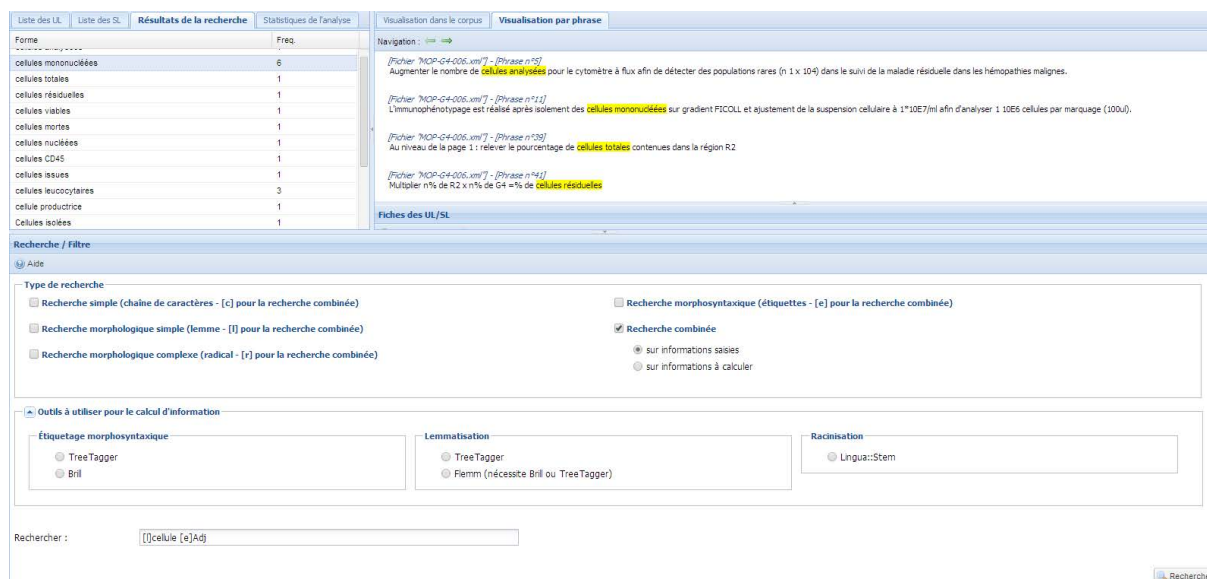 Liste des UL Liste des SL Résultats de la recherche Statistiques de l'analyse
Forme Freq.
cellules mononucléées 6
cellules totales 1
cellules résiduelles 1
cellules viables 1
cellules mortes 1
cellules nucléées 1
cellules CD45 1
cellules issues 1
cellules leucocytaires 3
cellule productrice 1
Cellules isolées 1
Visualisation dans le corpus Visualisation par phrase
Navigation :
[Fichier "MOP-G4-006.xml"] - [Phrase n°5]
Augmenter le nombre de cellules analysées pour le cytomètre à flux afin de détecter des populations rares (n 1 x 104) dans le suivi de la maladie résiduelle dans les hémopathies malignes.
[Fichier "MOP-G4-006.xml"] - [Phrase n°11]
L'immunophénotypage est réalisé après isolement des cellules mononucléées sur gradient FICOLL et ajustement de la suspension cellulaire à 1*10E7/ml afin d'analyser 1 10E6 cellules par marquage (100ul).
[Fichier "MOP-G4-006.xml"] - [Phrase n°39]
Au niveau de la page 1 : relever le pourcentage de cellules totales contenues dans la région R2
[Fichier "MOP-G4-006.xml"] - [Phrase n°41]
Multiplier n% de R2 x n% de G4 =% de cellules résiduelles
Fiches des UL/SL
Recherche / Filtre
Aide
Type de recherche
Recherche simple (chaîne de caractères - [c] pour la recherche combinée)
Recherche morphologique simple (lemme - [l] pour la recherche combinée)
Recherche morphologique complexe (radical - [r] pour la recherche combinée)
Recherche morphosyntaxique (étiquettes - [e] pour la recherche combinée)
Recherche combinée
sur informations saisies
sur informations à calculer
Outils à utiliser pour le calcul d'information
Étiquetage morphosyntaxique
TreeTagger
Brill
Lemmatisation
TreeTagger
Flemm (nécessite Brill ou TreeTagger)
Racinisation
Lingua::Stem
Rechercher : [l]cellule [e]Adj
Recherche